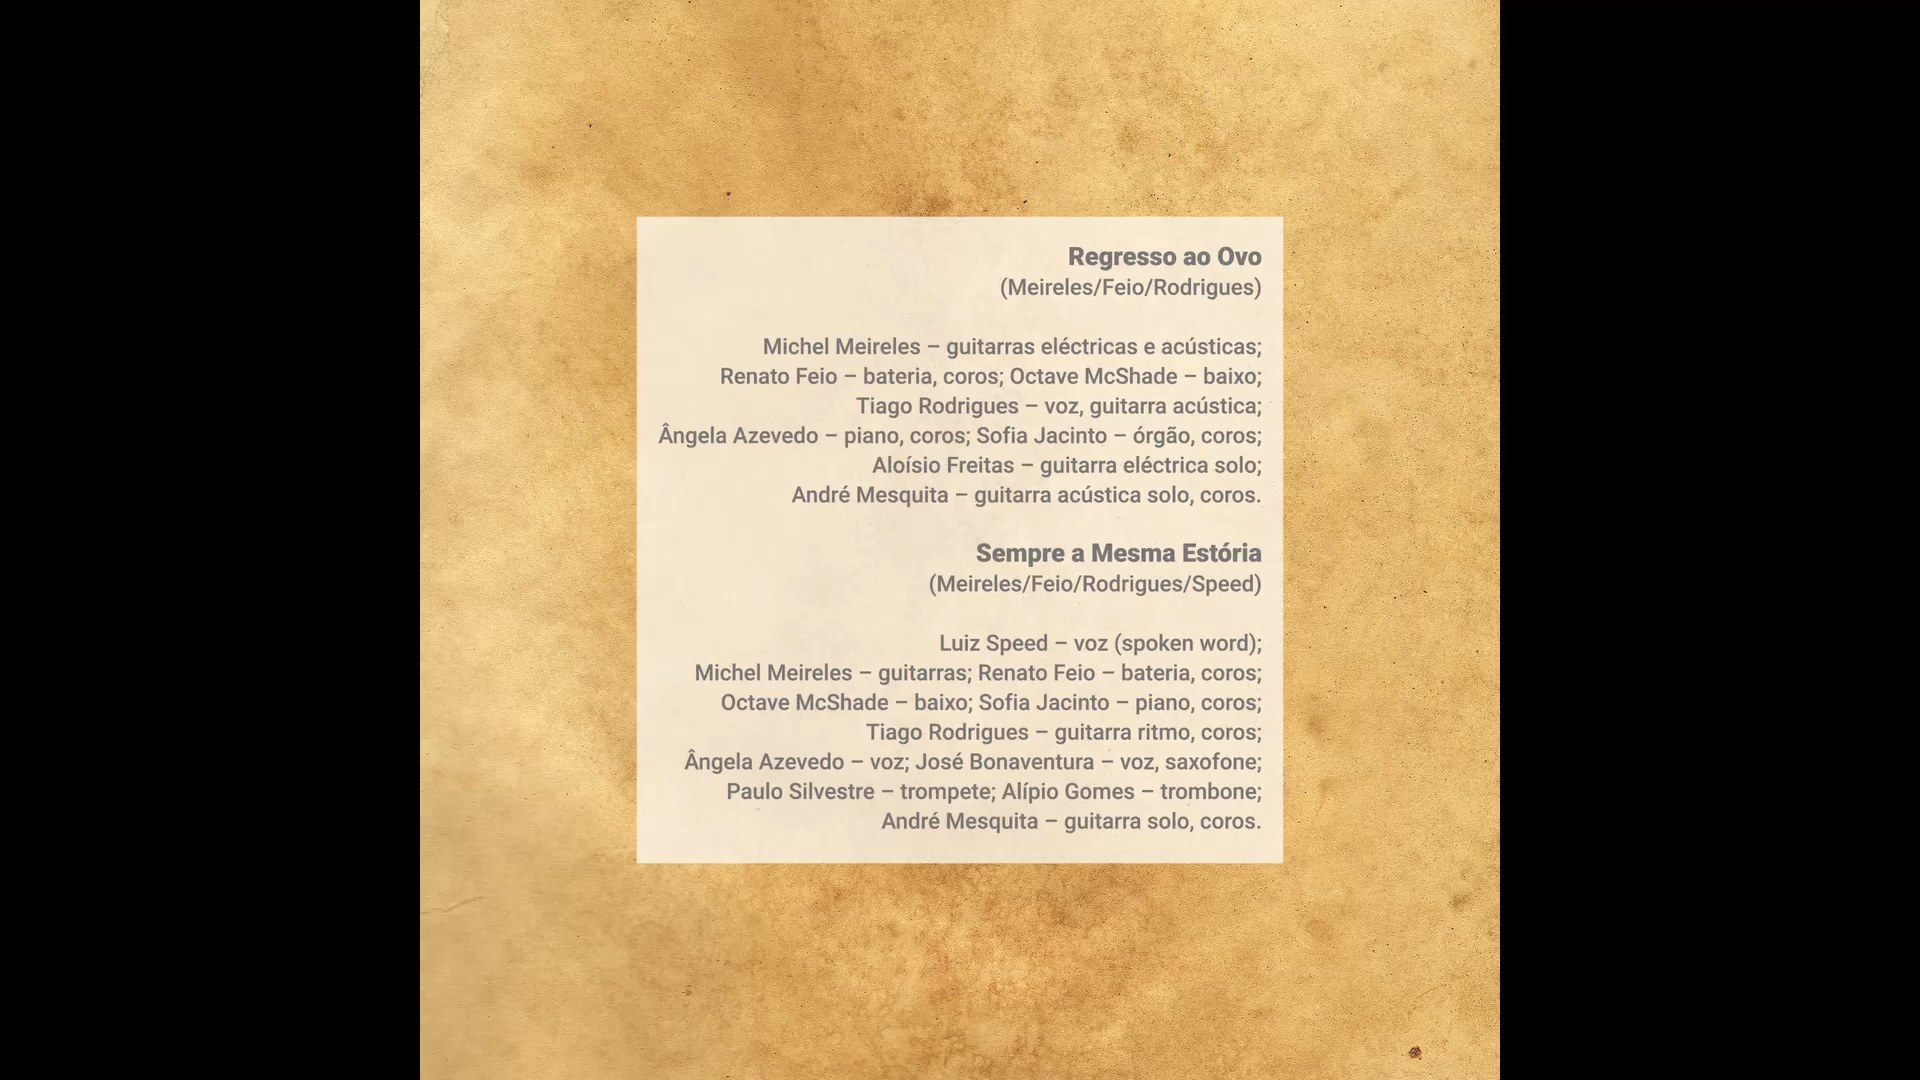 Regresso ao Ovo
(Meireles/Feio/Rodrigues)
Michel Meireles – guitarras eléctricas e acústicas;
Renato Feio – bateria, coros; Octave McShade – baixo;
Tiago Rodrigues – voz, guitarra acústica;
Ângela Azevedo – piano, coros; Sofia Jacinto – órgão, coros;
Aloísio Freitas – guitarra eléctrica solo;
André Mesquita – guitarra acústica solo, coros.
Sempre a Mesma Estória
(Meireles/Feio/Rodrigues/Speed)
Luiz Speed – voz (spoken word);
Michel Meireles – guitarras; Renato Feio – bateria, coros;
Octave McShade – baixo; Sofia Jacinto – piano, coros;
Tiago Rodrigues – guitarra ritmo, coros;
Ângela Azevedo – voz; José Bonaventura – voz, saxofone;
Paulo Silvestre – trompete; Alípio Gomes – trombone;
André Mesquita – guitarra solo, coros.